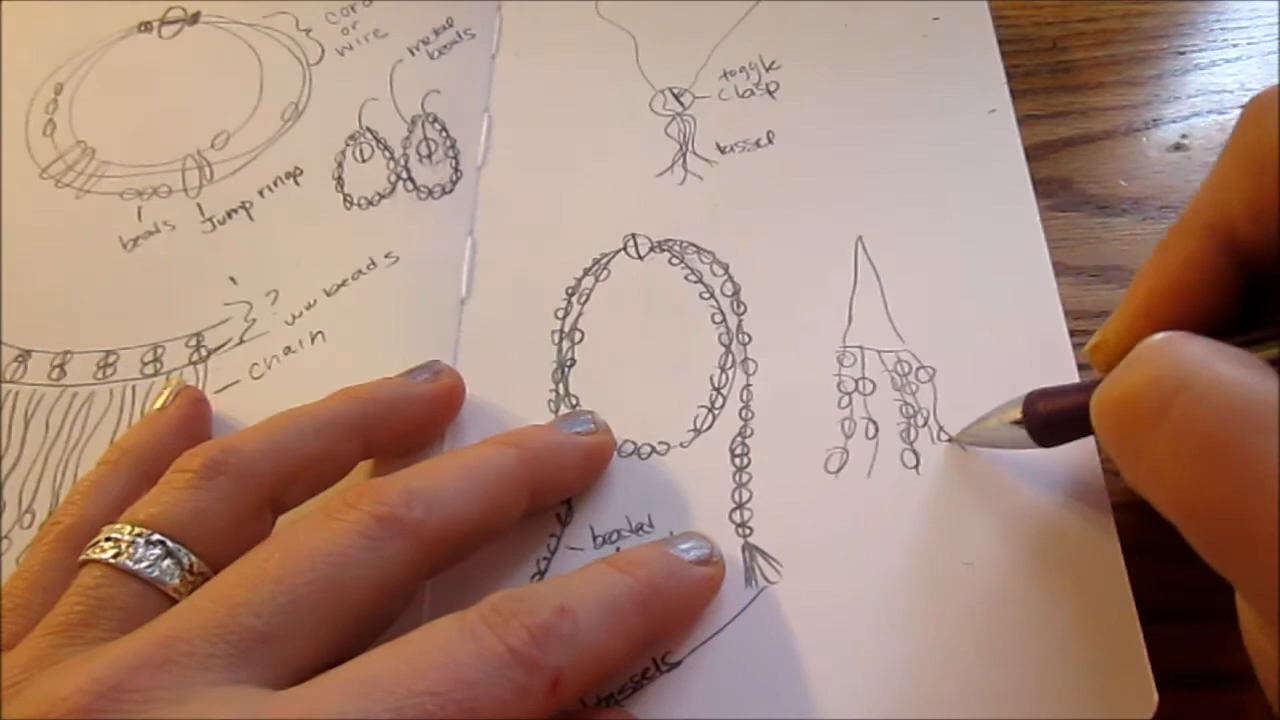 cord
or
wire
metal
beads
beads
jump rings
?
ww beads
chain
toggle
clasp
tassel
beaded
tassels